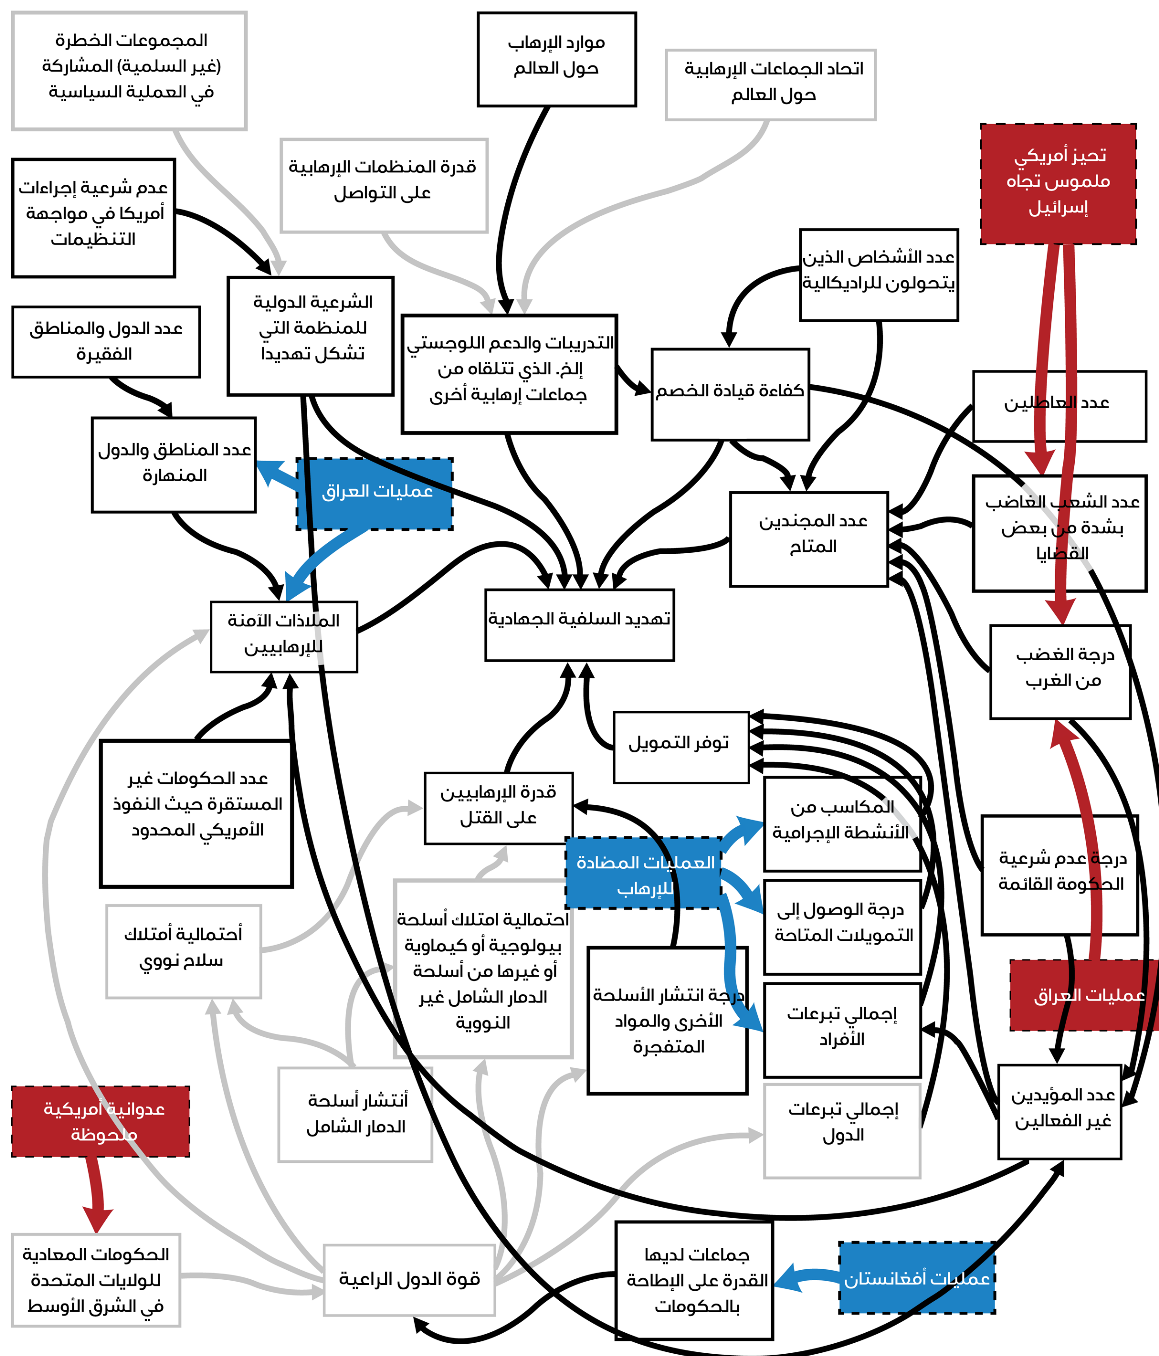 المجموعات الخطرة
(غير السلمية) المشاركة
في العملية السياسية
موارد الإرهاب
حول العالم
اتحاد الجماعات الإرهابية
حول العالم
تحيز أمريكي
ملموس تجاه
إسرائيل
قدرة المنظمات الإرهابية
على التواصل
عدم شرعية إجراءات
أمريكا في مواجهة
التنظيمات
عدد الأشخاص الذين
يتحولون للراديكالية
الشرعية الدولية
للمنظمة التي
تشكل تهديدا
عدد الدول والمناطق
الفقيرة
التدريبات والدعم اللوجستي
إلخ. الذي تتلقاه من
جماعات إرهابية أخرى
كفاءة قيادة الخصم
عدد العاطلين
عدد المناطق والدول
المنهارة
عمليات العراق
عدد المجندين
المتاح
عدد الشعب الغاضب
بشدة من بعض
القضايا
الملاذات الآمنة
للإرهابيين
تهديد السلفية الجهادية
درجة الغضب
من الغرب
توفر التمويل
عدد الحكومات غير
المستقرة حيث النفوذ
الأمريكي المحدود
قدرة الإرهابيين
على القتل
المكاسب من
الأنشطة الإجرامية
العمليات المضادة
للإرهاب
درجة عدم شرعية
الحكومة القائمة
احتمالية امتلاك أسلحة
بيولوجية أو كيماوية
أو غيرها من أسلحة
الدمار الشامل غير
النووية
درجة الوصول إلى
التمويلات المتاحة
أحتمالية أمتلاك
سلاح نووي
درجة انتشار الأسلحة
الأخرى والمواد
المتفجرة
إجمالي تبرعات
الأفراد
عمليات العراق
أنتشار أسلحة
الدمار الشامل
إجمالي تبرعات
الدول
عدد المؤيدين
غير الفعالين
عدوانية أمريكية
ملحوظة
الحكومات المعادية
للولايات المتحدة
في الشرق الأوسط
قوة الدول الراعية
جماعات لديها
القدرة على الإطاحة
بالحكومات
عمليات أفغانستان